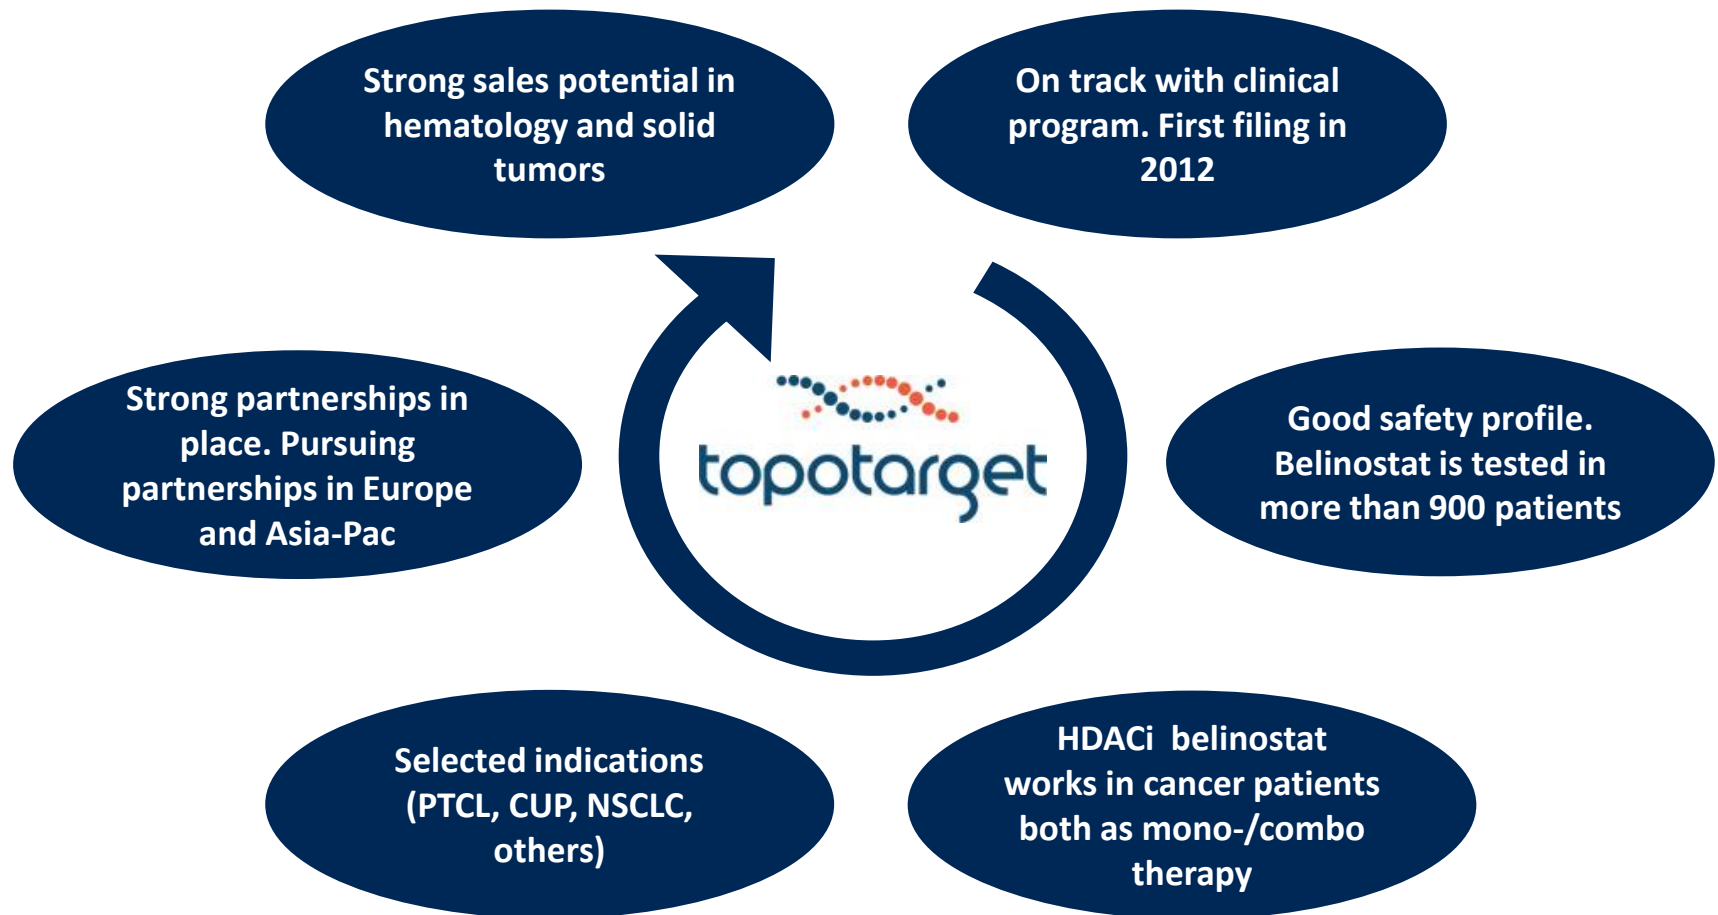 Strong sales potential in
hematology and solid
tumors
On track with clinical
program. First filing in
2012
Strong partnerships in
place. Pursuing
partnerships in Europe
and Asia-Pac
topotarget
Good safety profile.
Belinostat is tested in
more than 900 patients
Selected indications
(PTCL, CUP, NSCLC,
others)
HDACi belinostat
works in cancer patients
both as mono-/combo
therapy